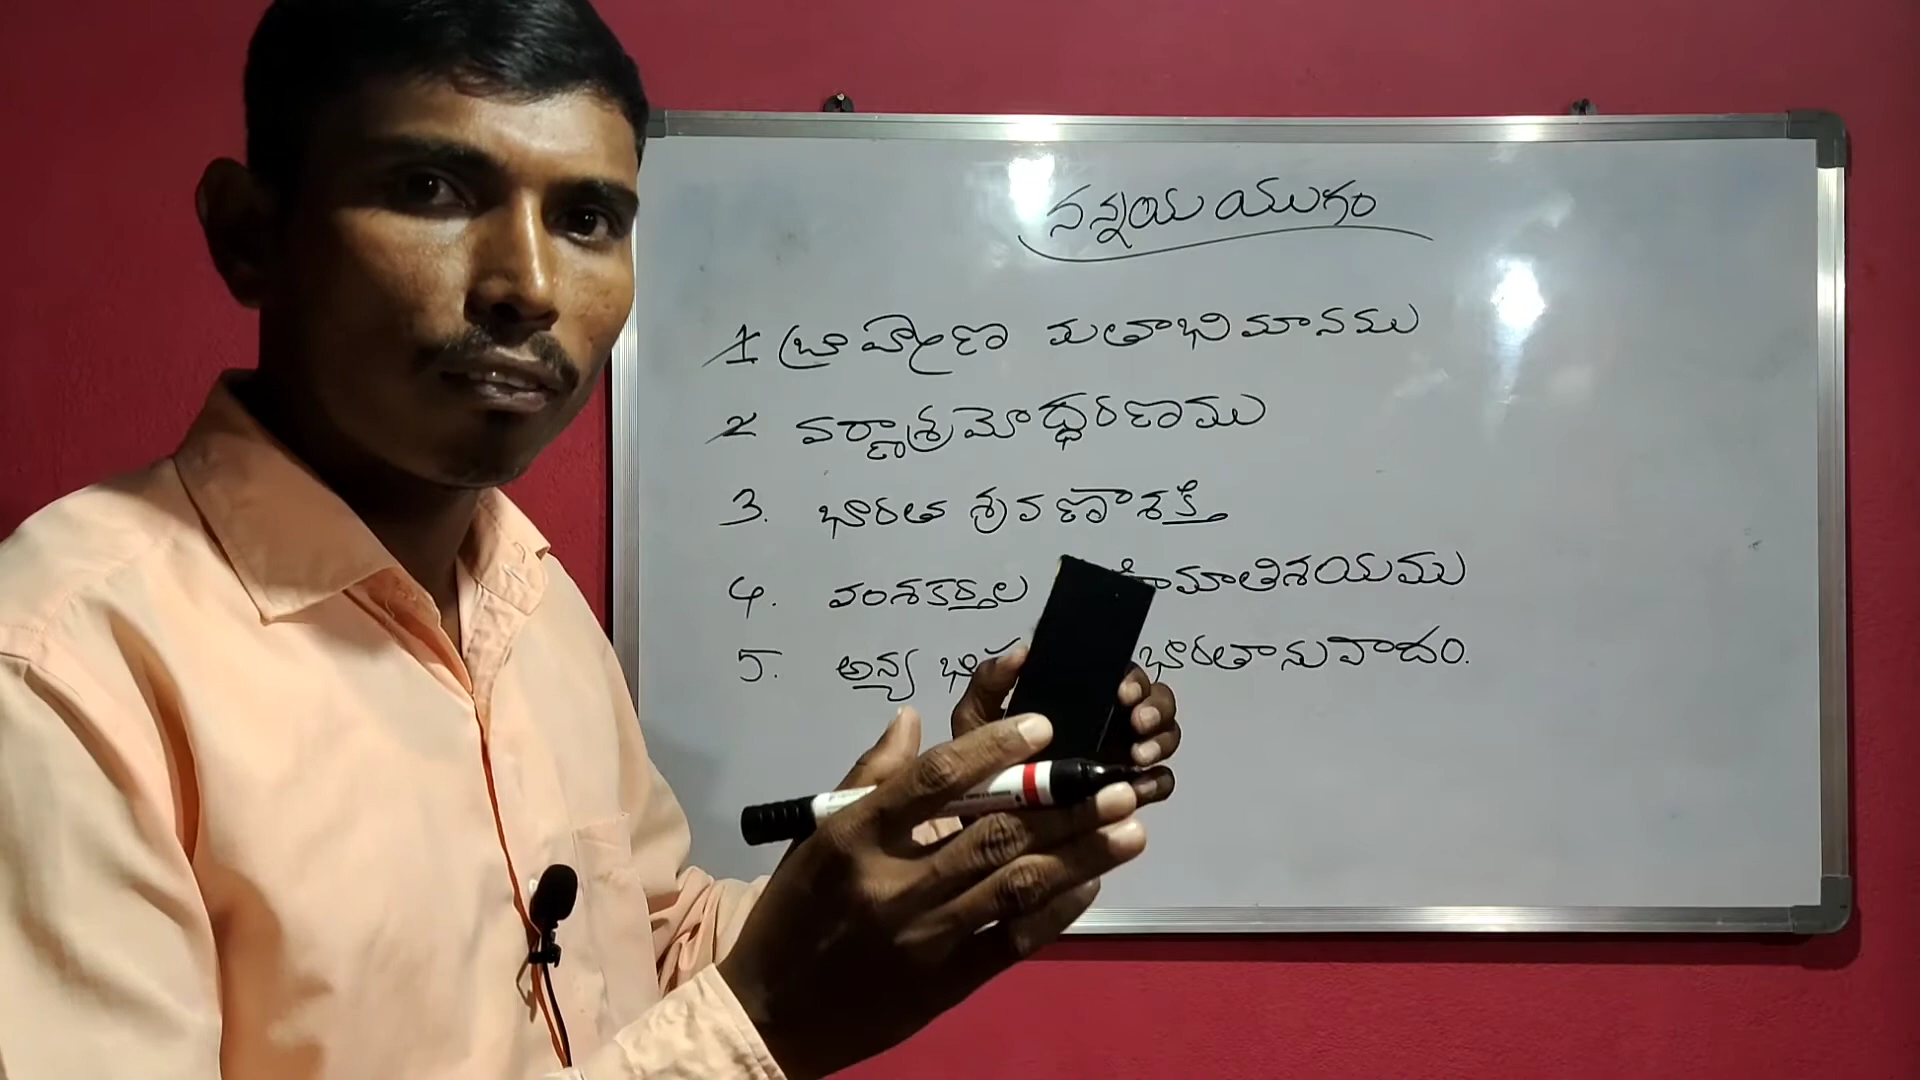 నన్నయ యుగం
1 బ్రాహ్మణ మతాభిమానము
2 వర్ణాశ్రమోద్ధరణము
3. భారత శ్రవణాశక్తి
4. వంశకర్తల
5. అన్య భారతానువాదం.